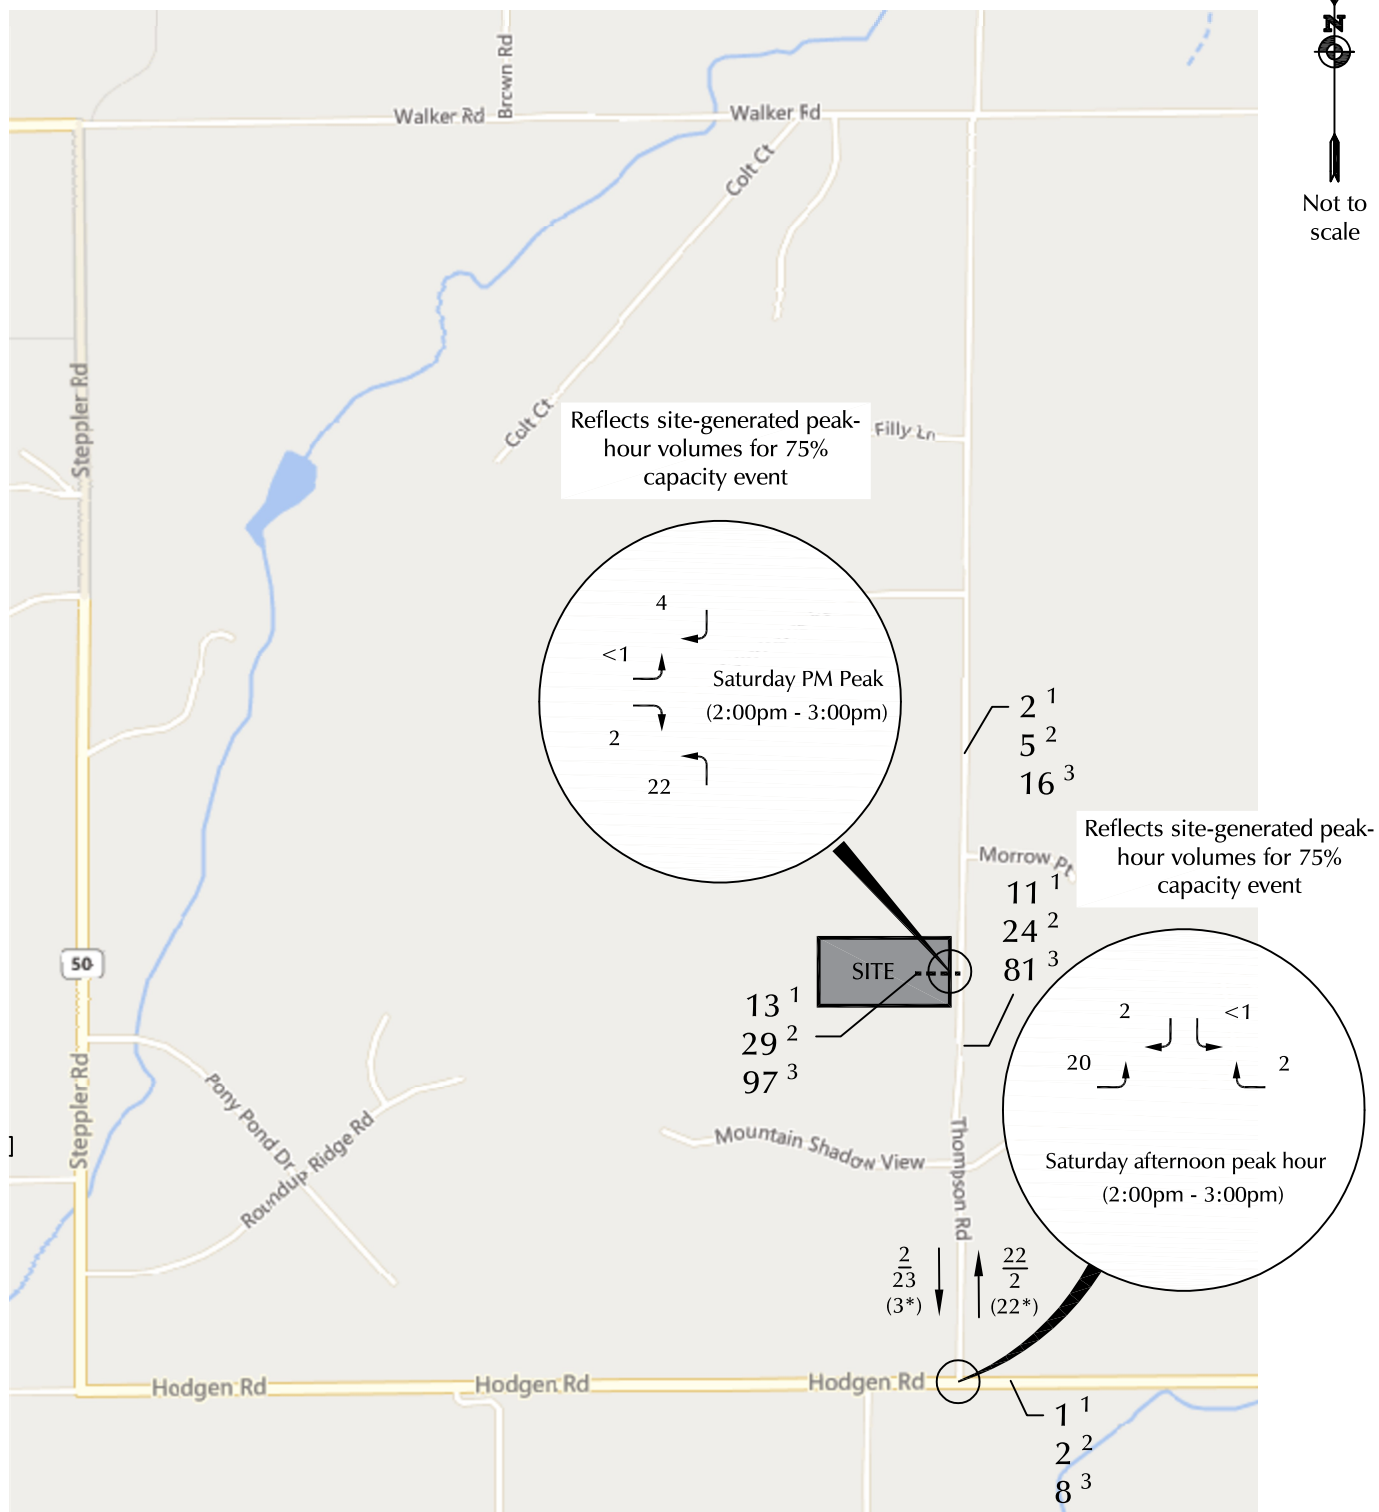 N
Not to
scale
Brown Rd
Walker Rd
Walker Rd
Colt Ct
Steppler Rd
Colt Ct
Reflects site-generated peak-
hour volumes for 75%
capacity event
Filly Ln
4
<1
Saturday PM Peak
(2:00pm - 3:00pm)
2
22
2 1
5 2
16 3
Reflects site-generated peak-
hour volumes for 75%
capacity event
Morrow Pt
11 1
24 2
81 3
50
SITE
13 1
29 2
97 3
2
<1
20
2
Saturday afternoon peak hour
(2:00pm - 3:00pm)
Steppler Rd
Pony Pond Dr
Roundup Ridge Rd
Mountain Shadow View
Thompson Rd
2
23
(3*)
22
2
(22*)
Hodgen Rd
Hodgen Rd
Hodgen Rd
1 1
2 2
8 3